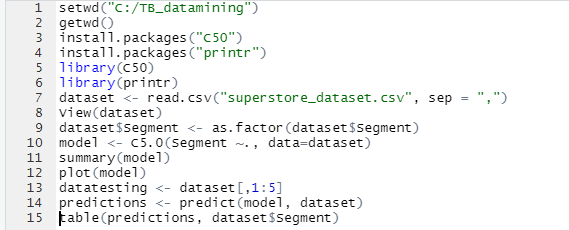 1 setwd("C:/TB_datamining")
2 getwd()
3 install.packages("C50")
4 install.packages("printr")
5 library(C50)
6 library(printr)
7 dataset <- read.csv("superstore_dataset.csv", sep = ",")
8 View(dataset)
9 dataset$Segment <- as.factor(dataset$Segment)
10 model <- C5.0(Segment ~., data=dataset)
11 summary(model)
12 plot(model)
13 datatesting <- dataset[,1:5]
14 predictions <- predict(model, dataset)
15 table(predictions, dataset$Segment)